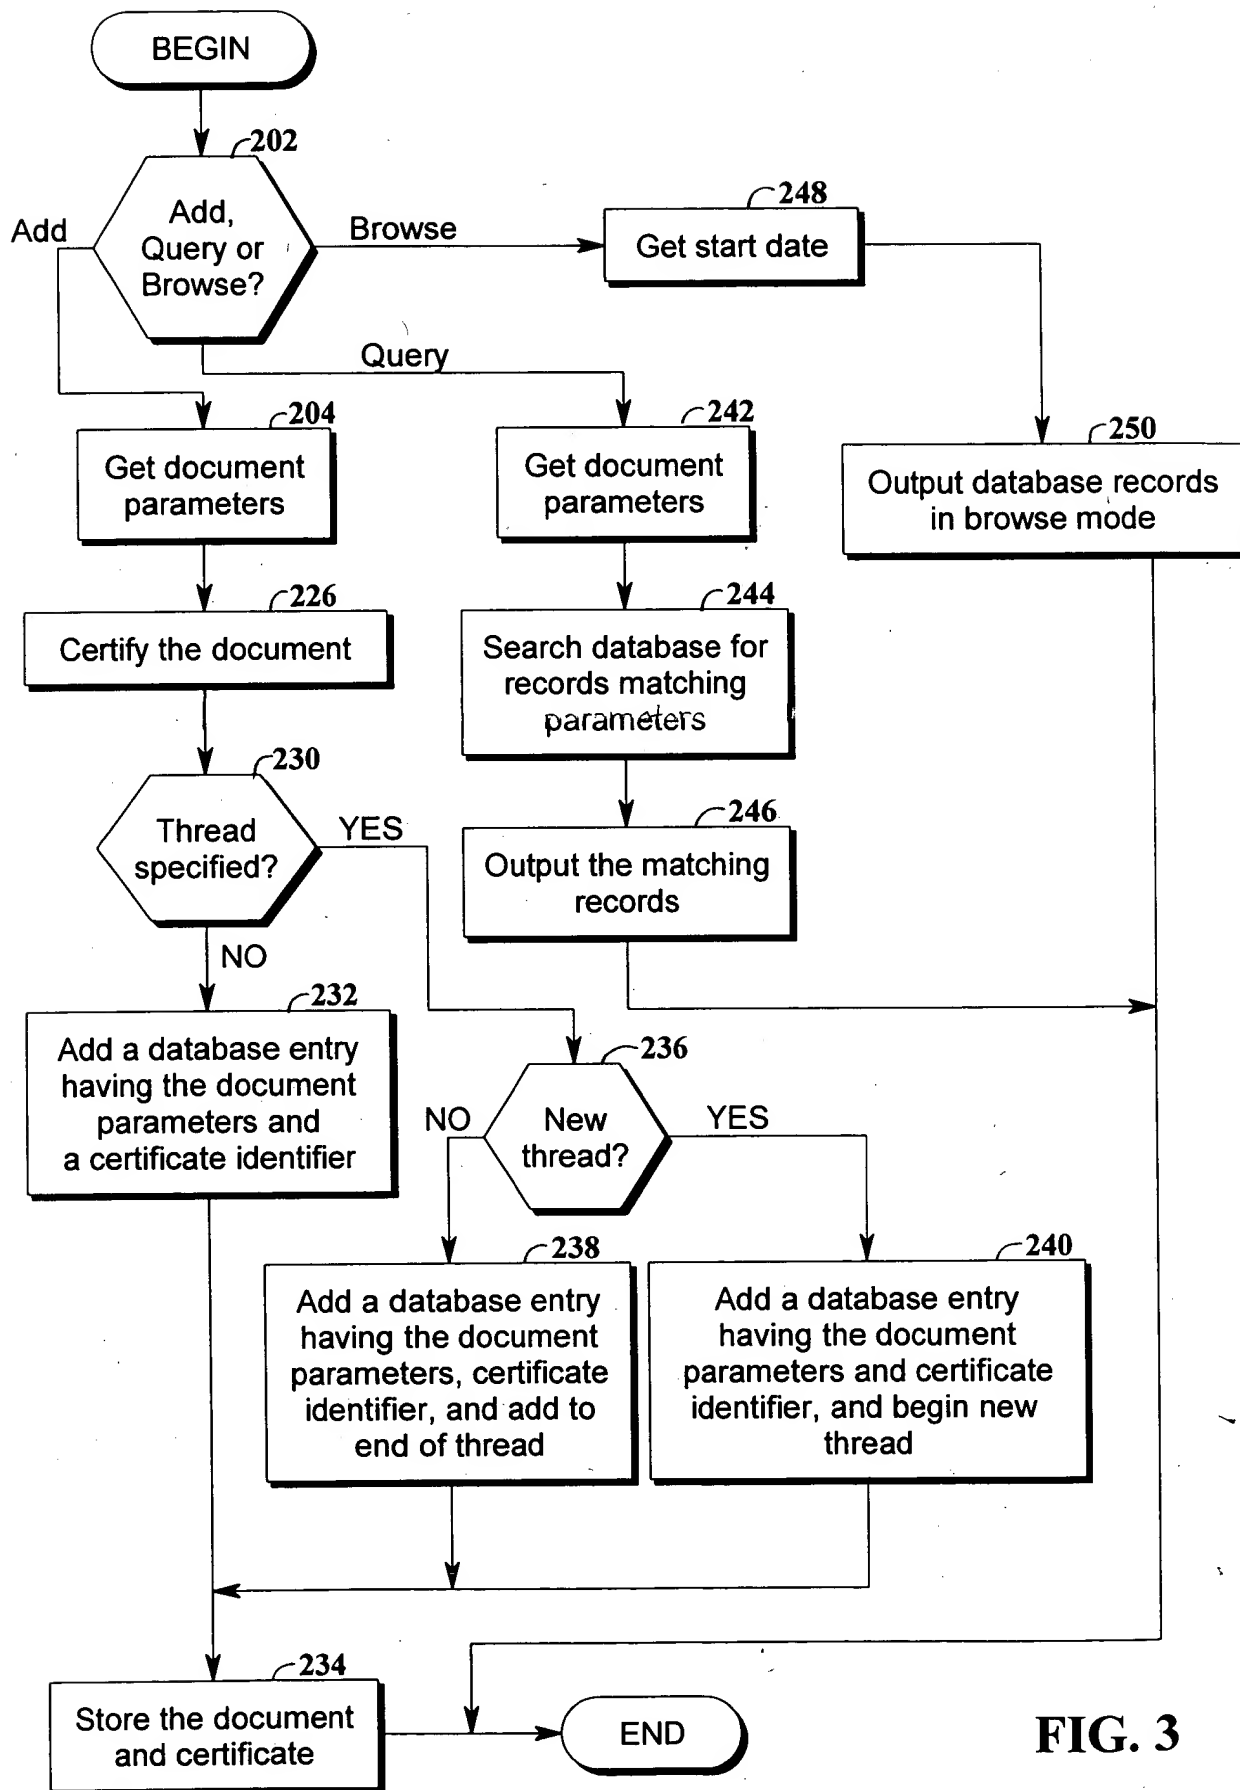 BEGIN
202
Add,
Query or
Browse?
Add
Browse
Query
248
Get start date
204
Get document
parameters
242
Get document
parameters
250
Output database records
in browse mode
226
Certify the document
244
Search database for
records matching
parameters
230
Thread
specified?
YES
NO
246
Output the matching
records
232
Add a database entry
having the document
parameters and
a certificate identifier
236
New
thread?
NO
YES
238
Add a database entry
having the document
parameters, certificate
identifier, and add to
end of thread
240
Add a database entry
having the document
parameters and certificate
identifier, and begin new
thread
234
Store the document
and certificate
END
FIG. 3